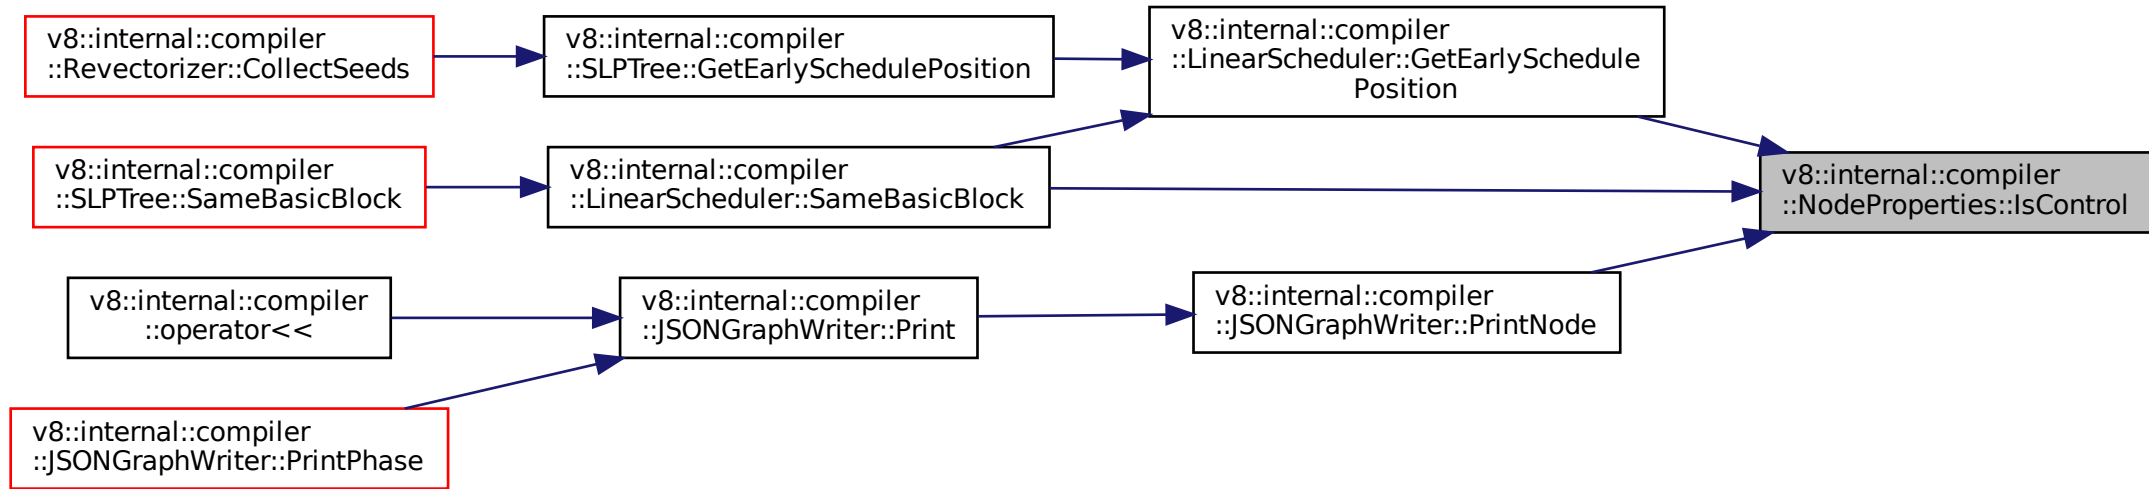 v8::internal::compiler
::Revectorizer::CollectSeeds
v8::internal::compiler
::SLPTree::GetEarlySchedulePosition
v8::internal::compiler
::LinearScheduler::GetEarlySchedule
Position
v8::internal::compiler
::SLPTree::SameBasicBlock
v8::internal::compiler
::LinearScheduler::SameBasicBlock
v8::internal::compiler
::NodeProperties::IsControl
v8::internal::compiler
::operator<<
v8::internal::compiler
::JSONGraphWriter::Print
v8::internal::compiler
::JSONGraphWriter::PrintNode
v8::internal::compiler
::JSONGraphWriter::PrintPhase